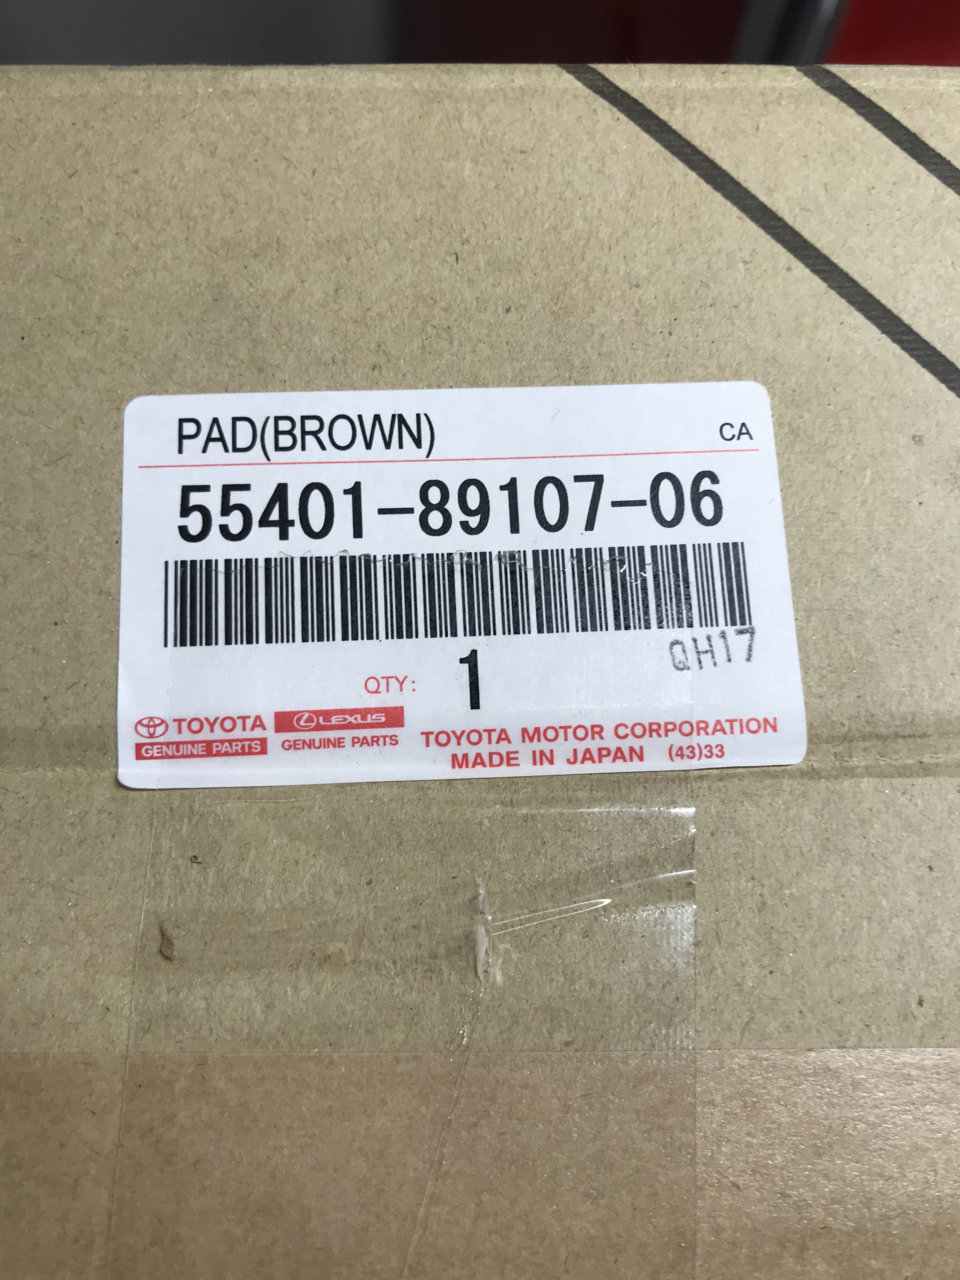 PAD(BROWN)
CA
55401-89107-06
QH17
QTY: 1
TOYOTA
GENUINE PARTS
LEXUS
GENUINE PARTS
TOYOTA MOTOR CORPORATION
MADE IN JAPAN (43)33